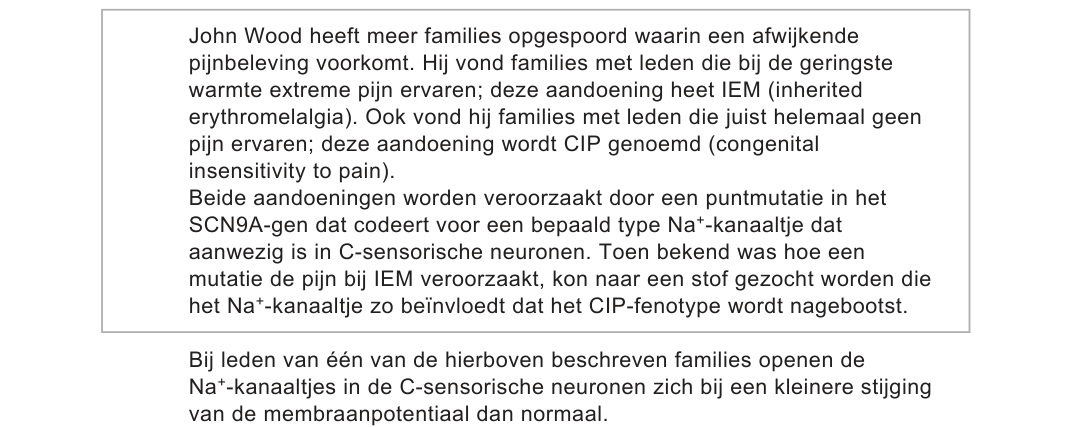 John Wood heeft meer families opgespoord waarin een afwijkende
pijnbeleving voorkomt. Hij vond families met leden die bij de geringste
warmte extreme pijn ervaren; deze aandoening heet IEM (inherited
erythromelalgia). Ook vond hij families met leden die juist helemaal geen
pijn ervaren; deze aandoening wordt CIP genoemd (congenital
insensitivity to pain).
Beide aandoeningen worden veroorzaakt door een puntmutatie in het
SCN9A-gen dat codeert voor een bepaald type Na⁺-kanaaltje dat
aanwezig is in C-sensorische neuronen. Toen bekend was hoe een
mutatie de pijn bij IEM veroorzaakt, kon naar een stof gezocht worden die
het Na⁺-kanaaltje zo beïnvloedt dat het CIP-fenotype wordt nagebootst.
Bij leden van één van de hierboven beschreven families openen de
Na⁺-kanaaltjes in de C-sensorische neuronen zich bij een kleinere stijging
van de membraanpotentiaal dan normaal.